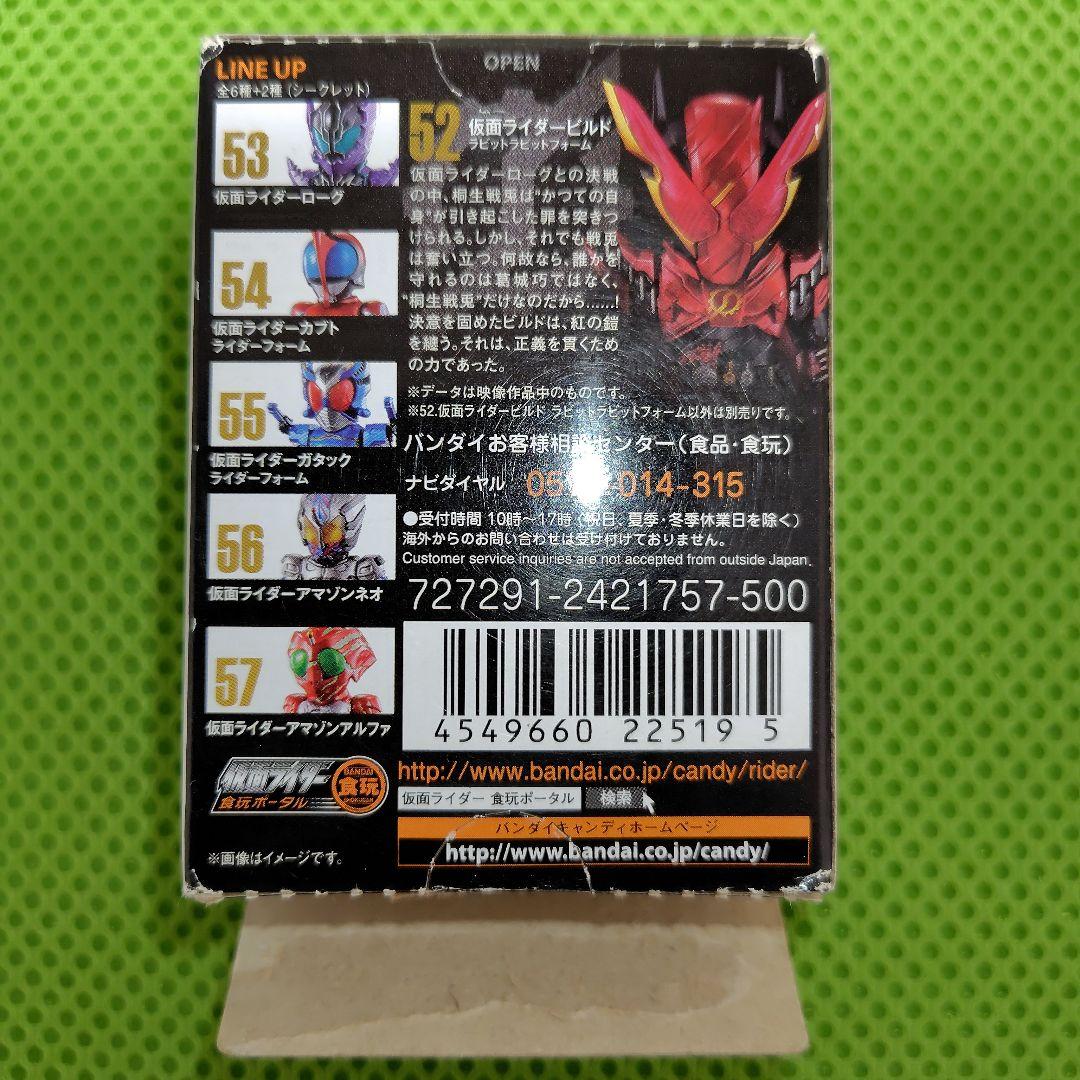 OPEN
LINE UP
全6種+2種 (シークレット)
53
仮面ライダーローグ
54
仮面ライダーカブト
ライダーフォーム
55
仮面ライダーガタック
ライダーフォーム
56
仮面ライダーアマゾンネオ
57
仮面ライダーアマゾンアルファ
52 仮面ライダービルド
ラビットラビットフォーム
仮面ライダーローグとの決戦
の中、桐生戦兎は“かつての自
身”が引き起こした罪を突きつ
けられる。しかし、それでも戦兎
は奮い立つ。何故なら、誰かを
守れるのは葛城巧ではなく、
“桐生戦兎”だけなのだから……!
決意を固めたビルドは、紅の鎧
を纏う。それは、正義を貫くため
の力であった。
※データは映像作品中のものです。
※52.仮面ライダービルド ラビットラビットフォーム以外は別売りです。
バンダイお客様相談センター(食品・食玩)
ナビダイヤル 05 014-315
●受付時間 10時〜17時 (祝日、夏季・冬季休業日を除く)
海外からのお問い合わせは受け付けておりません。
Customer service inquiries are not accepted from outside Japan.
727291-2421757-500
4549660 22519 5
http://www.bandai.co.jp/candy/rider/
仮面ライダー 食玩ポータル 検索
バンダイキャンディホームページ
http://www.bandai.co.jp/candy/
仮面ライダー
食玩ポータル
BANDAI
食玩
SHOKUGAN
※画像はイメージです。